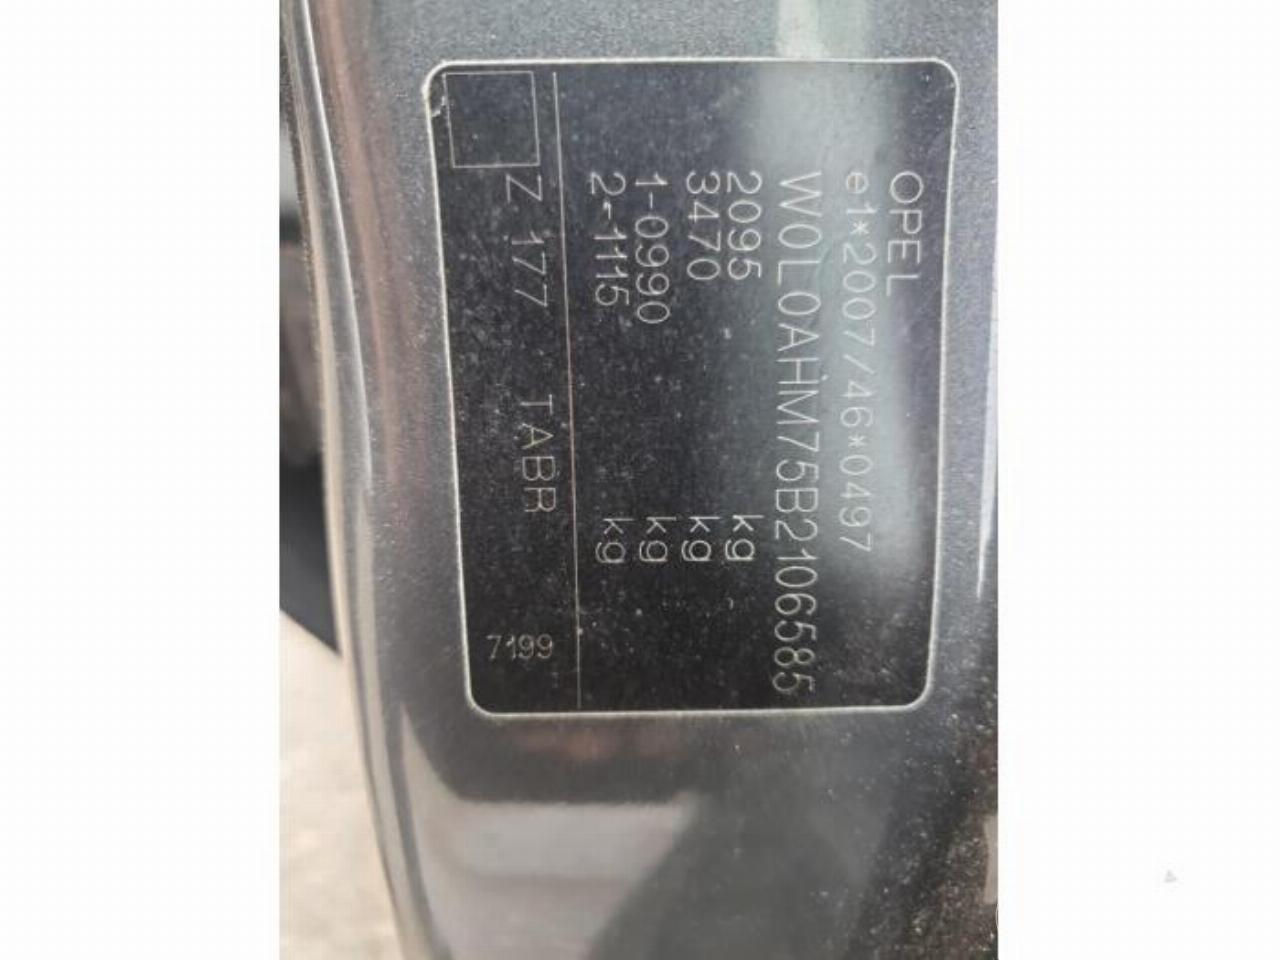 OPEL
e1*2007/46*0497
W0L0AHM75B2106585
2095 kg
3470 kg
1-0990 kg
2-1115 kg
Z 177 TABR 7199